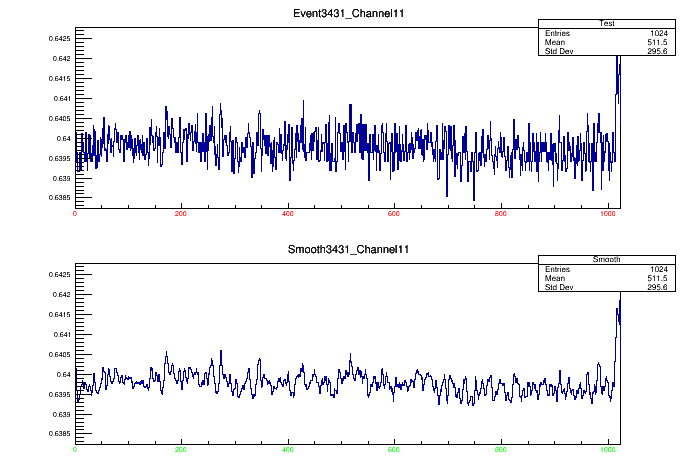 Event3431_Channel11
Test
Entries 1024
Mean 511.5
Std Dev 295.6
0.6425
0.642
0.6415
0.641
0.6405
0.64
0.6395
0.639
0.6385
0 200 400 600 800 1000
Smooth3431_Channel11
Smooth
Entries 1024
Mean 511.5
Std Dev 295.6
0.6425
0.642
0.6415
0.641
0.6405
0.64
0.6395
0.639
0.6385
0 200 400 600 800 1000